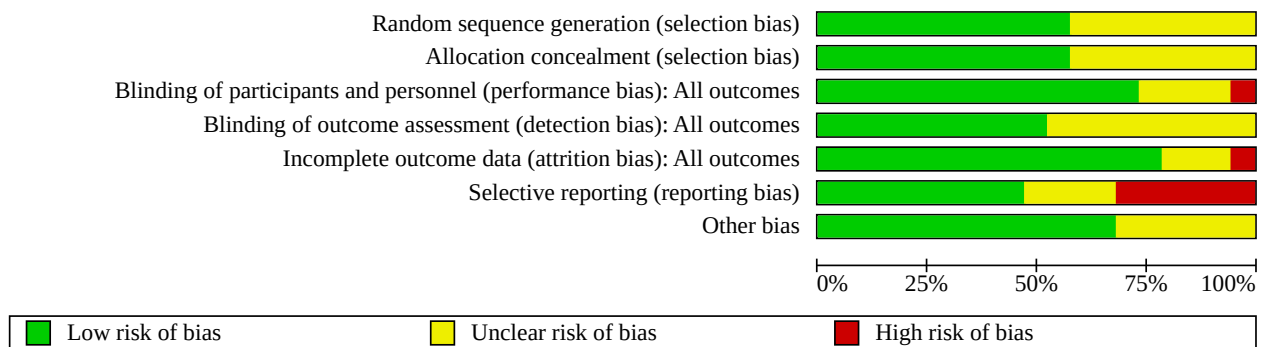 Random sequence generation (selection bias)
Allocation concealment (selection bias)
Blinding of participants and personnel (performance bias): All outcomes
Blinding of outcome assessment (detection bias): All outcomes
Incomplete outcome data (attrition bias): All outcomes
Selective reporting (reporting bias)
Other bias
0% 25% 50% 75% 100%
Low risk of bias Unclear risk of bias High risk of bias